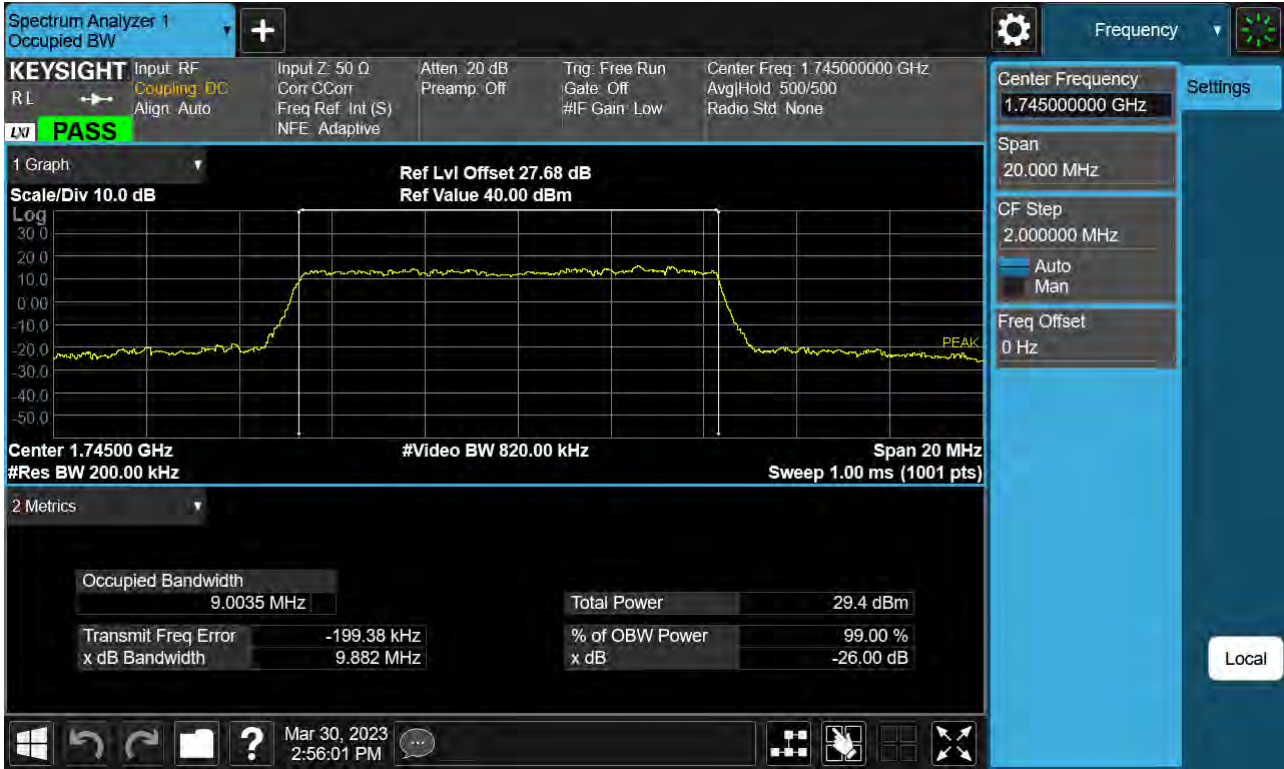 Spectrum Analyzer 1
Occupied BW
Frequency
KEYSIGHT
RL
LXI
PASS
Input: RF
Coupling: DC
Align: Auto
Input Z: 50 Ω
Corr CCorr
Freq Ref: Int (S)
NFE: Adaptive
Atten: 20 dB
Preamp: Off
Trig: Free Run
Gate: Off
#IF Gain: Low
Center Freq: 1.745000000 GHz
Avg|Hold: 500/500
Radio Std: None
Center Frequency
1.745000000 GHz
Settings
Span
20.000 MHz
CF Step
2.000000 MHz
Auto
Man
Freq Offset
0 Hz
Local
1 Graph
Scale/Div 10.0 dB
Ref Lvl Offset 27.68 dB
Ref Value 40.00 dBm
Log
30.0
20.0
10.0
0.00
-10.0
-20.0
-30.0
-40.0
-50.0
PEAK
Center 1.74500 GHz
#Res BW 200.00 kHz
#Video BW 820.00 kHz
Span 20 MHz
Sweep 1.00 ms (1001 pts)
2 Metrics
Occupied Bandwidth
9.0035 MHz
Transmit Freq Error -199.38 kHz
x dB Bandwidth 9.882 MHz
Total Power 29.4 dBm
% of OBW Power 99.00 %
x dB -26.00 dB
?
Mar 30, 2023
2:56:01 PM